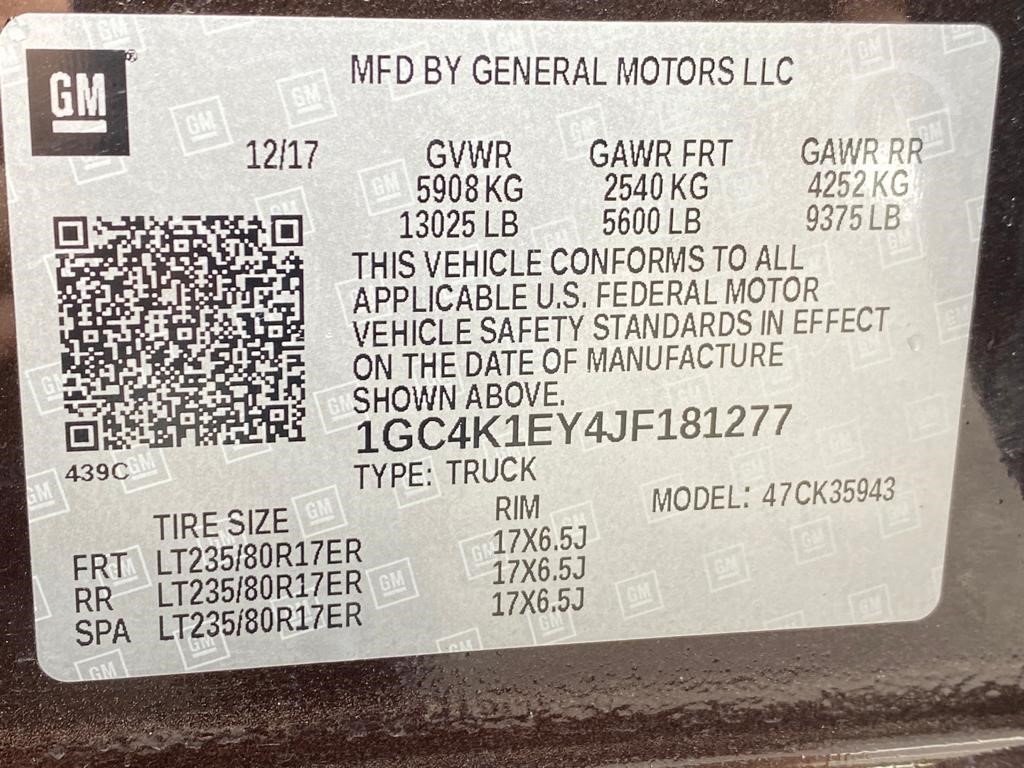 GM®
MFD BY GENERAL MOTORS LLC
12/17 GVWR GAWR FRT GAWR RR
5908 KG 2540 KG 4252 KG
13025 LB 5600 LB 9375 LB
THIS VEHICLE CONFORMS TO ALL
APPLICABLE U.S. FEDERAL MOTOR
VEHICLE SAFETY STANDARDS IN EFFECT
ON THE DATE OF MANUFACTURE
SHOWN ABOVE.
1GC4K1EY4JF181277
439C
TYPE: TRUCK
MODEL: 47CK35943
TIRE SIZE RIM
FRT LT235/80R17ER 17X6.5J
RR LT235/80R17ER 17X6.5J
SPA LT235/80R17ER 17X6.5J